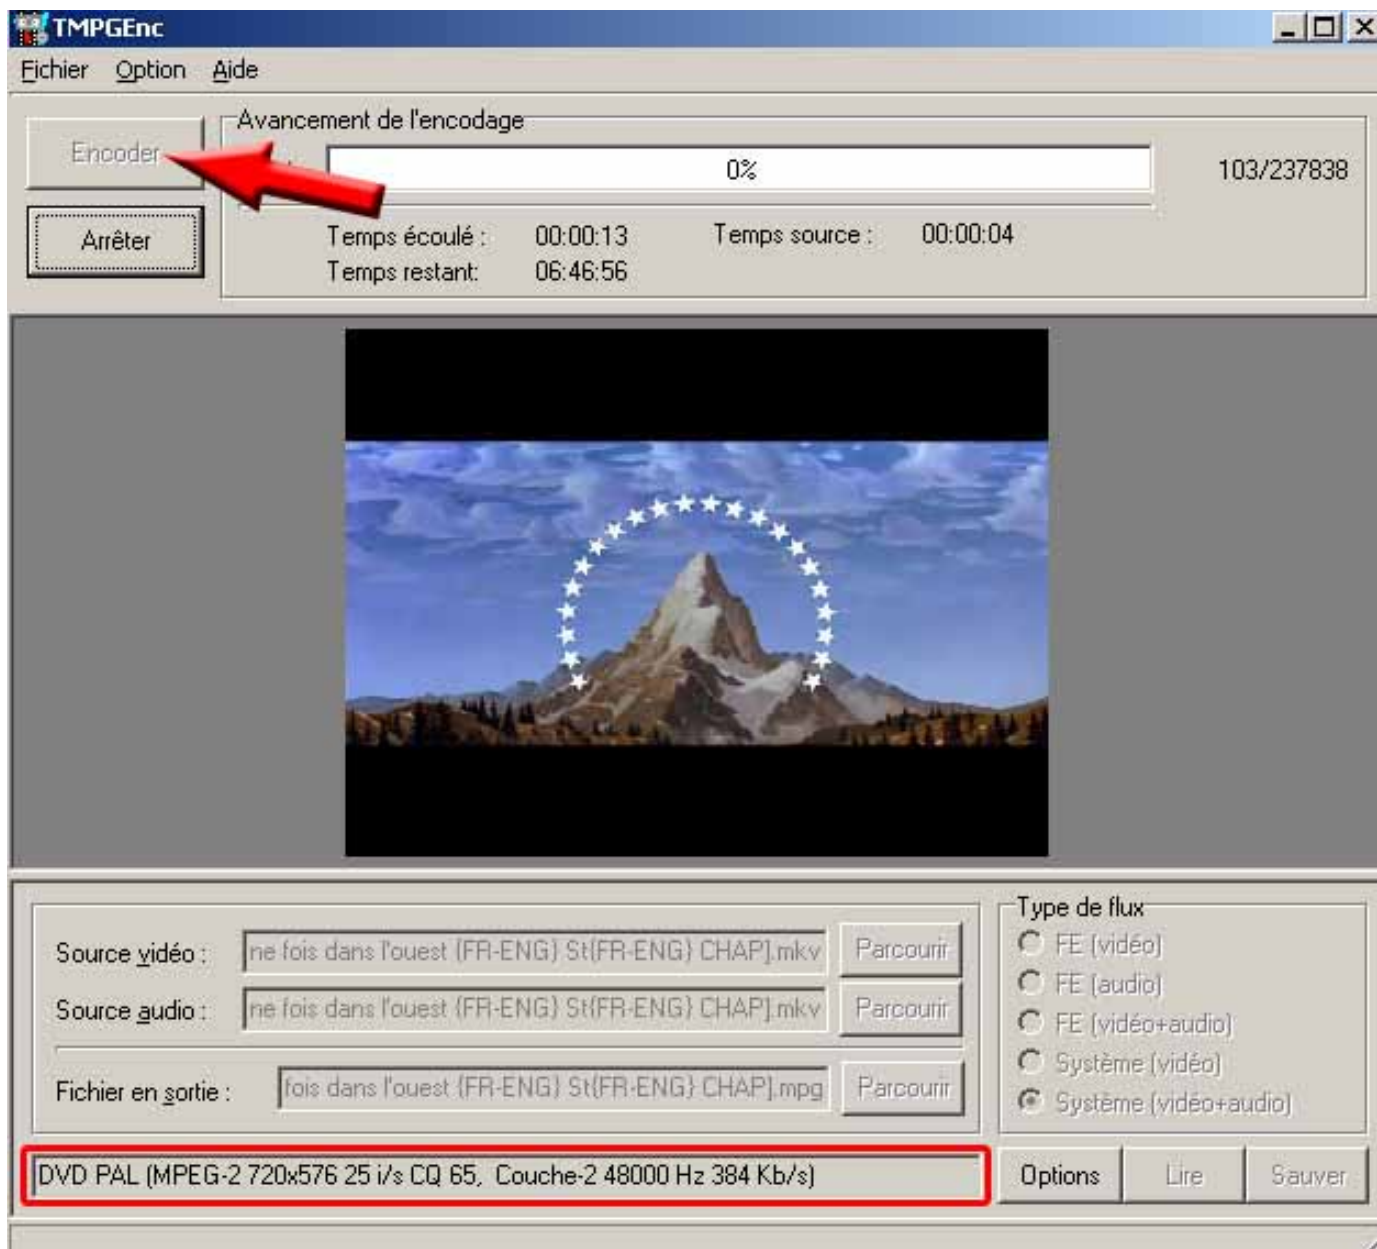 TMPGEnc
Fichier Option Aide
Avancement de l'encodage
Encoder
0%
103/237838
Arrêter
Temps écoulé : 00:00:13 Temps source : 00:00:04
Temps restant: 06:46:56
Type de flux
Source vidéo : ne fois dans l'ouest {FR-ENG} St{FR-ENG} CHAP].mkv Parcourir
FE (vidéo)
FE (audio)
Source audio : ne fois dans l'ouest {FR-ENG} St{FR-ENG} CHAP].mkv Parcourir
FE (vidéo+audio)
Système (vidéo)
Fichier en sortie : fois dans l'ouest {FR-ENG} St{FR-ENG} CHAP].mpg Parcourir
Système (vidéo+audio)
DVD PAL (MPEG-2 720x576 25 i/s CQ 65, Couche-2 48000 Hz 384 Kb/s)
Options Lire Sauver